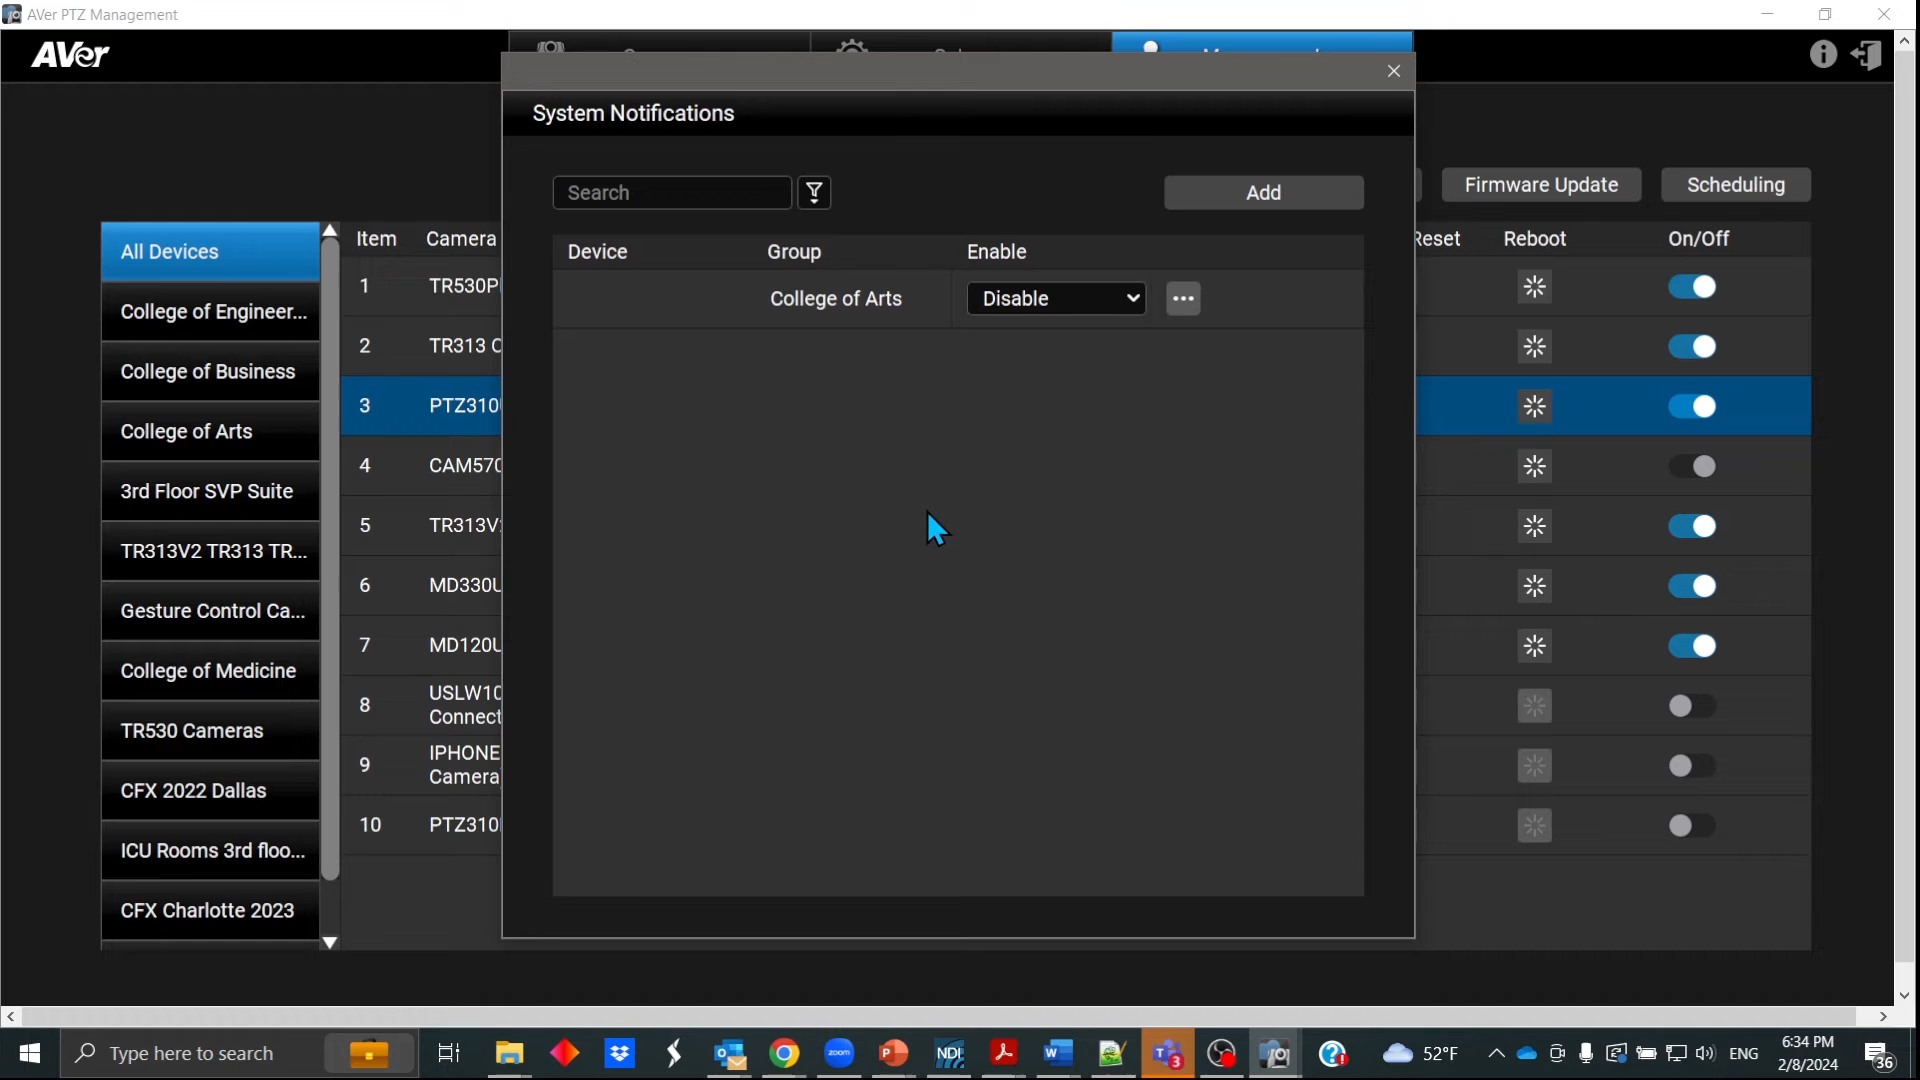 AVer PTZ Management
AVer
System Notifications
Search
Add
Firmware Update
Scheduling
Device
Group
Enable
College of Arts
Disable
Item
Camera
Reset
Reboot
On/Off
All Devices
College of Engineer...
College of Business
College of Arts
3rd Floor SVP Suite
TR313V2 TR313 TR...
Gesture Control Ca...
College of Medicine
TR530 Cameras
CFX 2022 Dallas
ICU Rooms 3rd floo...
CFX Charlotte 2023
1
2
TR313
3
PTZ310
4
CAM570
5
TR313V2
6
MD330U
7
MD120U
8
USLW10
Connect
9
IPHONE
Camera
10
PTZ310
Type here to search
zoom
NDI
3
52°F
ENG
6:34 PM
2/8/2024
36